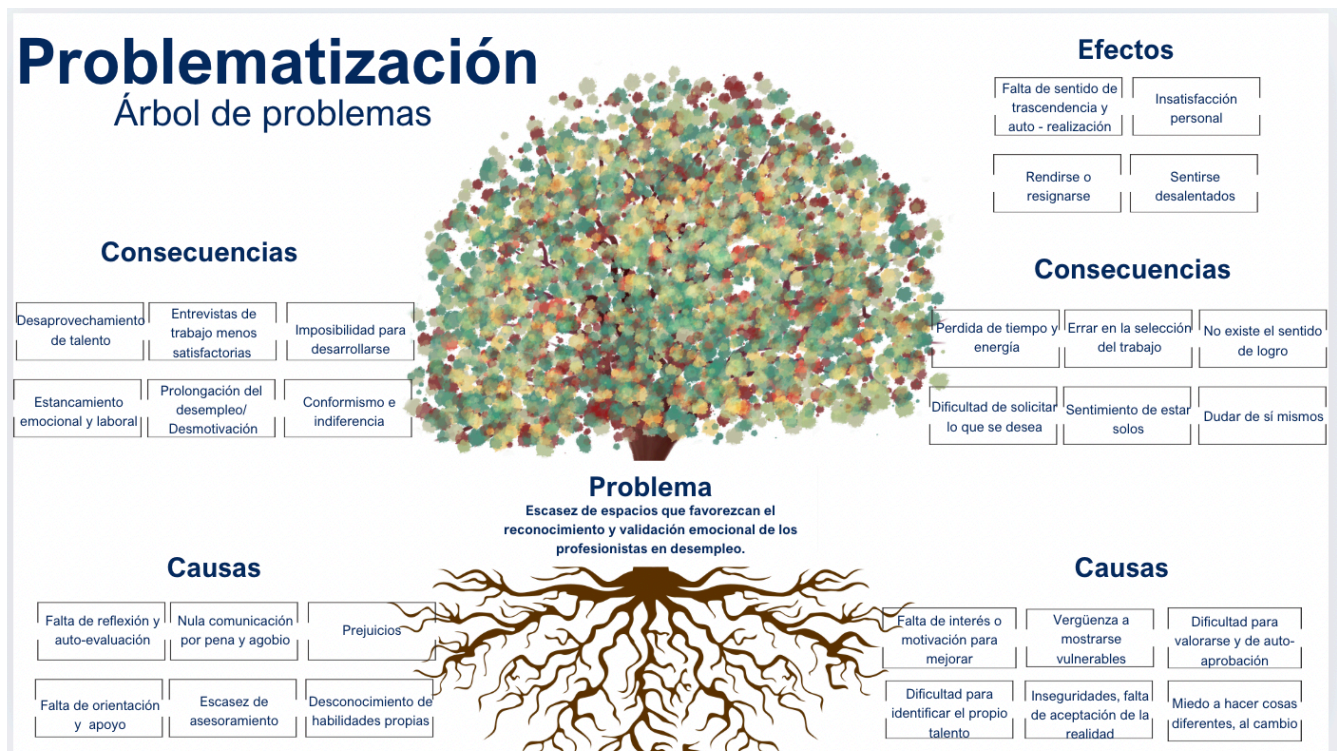 Problematización
Árbol de problemas
Efectos
Falta de sentido de
trascendencia y
auto - realización
Insatisfacción
personal
Rendirse o
resignarse
Sentirse
desalentados
Consecuencias
Desaprovechamiento
de talento
Entrevistas de
trabajo menos
satisfactorias
Imposibilidad para
desarrollarse
Estancamiento
emocional y laboral
Prolongación del
desempleo/
Desmotivación
Conformismo e
indiferencia
Consecuencias
Perdida de tiempo y
energía
Errar en la selección
del trabajo
No existe el sentido
de logro
Dificultad de solicitar
lo que se desea
Sentimiento de estar
solos
Dudar de sí mismos
Problema
Escasez de espacios que favorezcan el
reconocimiento y validación emocional de los
profesionistas en desempleo.
Causas
Falta de reflexión y
auto-evaluación
Nula comunicación
por pena y agobio
Prejuicios
Falta de orientación
y apoyo
Escasez de
asesoramiento
Desconocimiento de
habilidades propias
Causas
Falta de interés o
motivación para
mejorar
Vergüenza a
mostrarse
vulnerables
Dificultad para
valorarse y de auto-
aprobación
Dificultad para
identificar el propio
talento
Inseguridades, falta
de aceptación de la
realidad
Miedo a hacer cosas
diferentes, al cambio